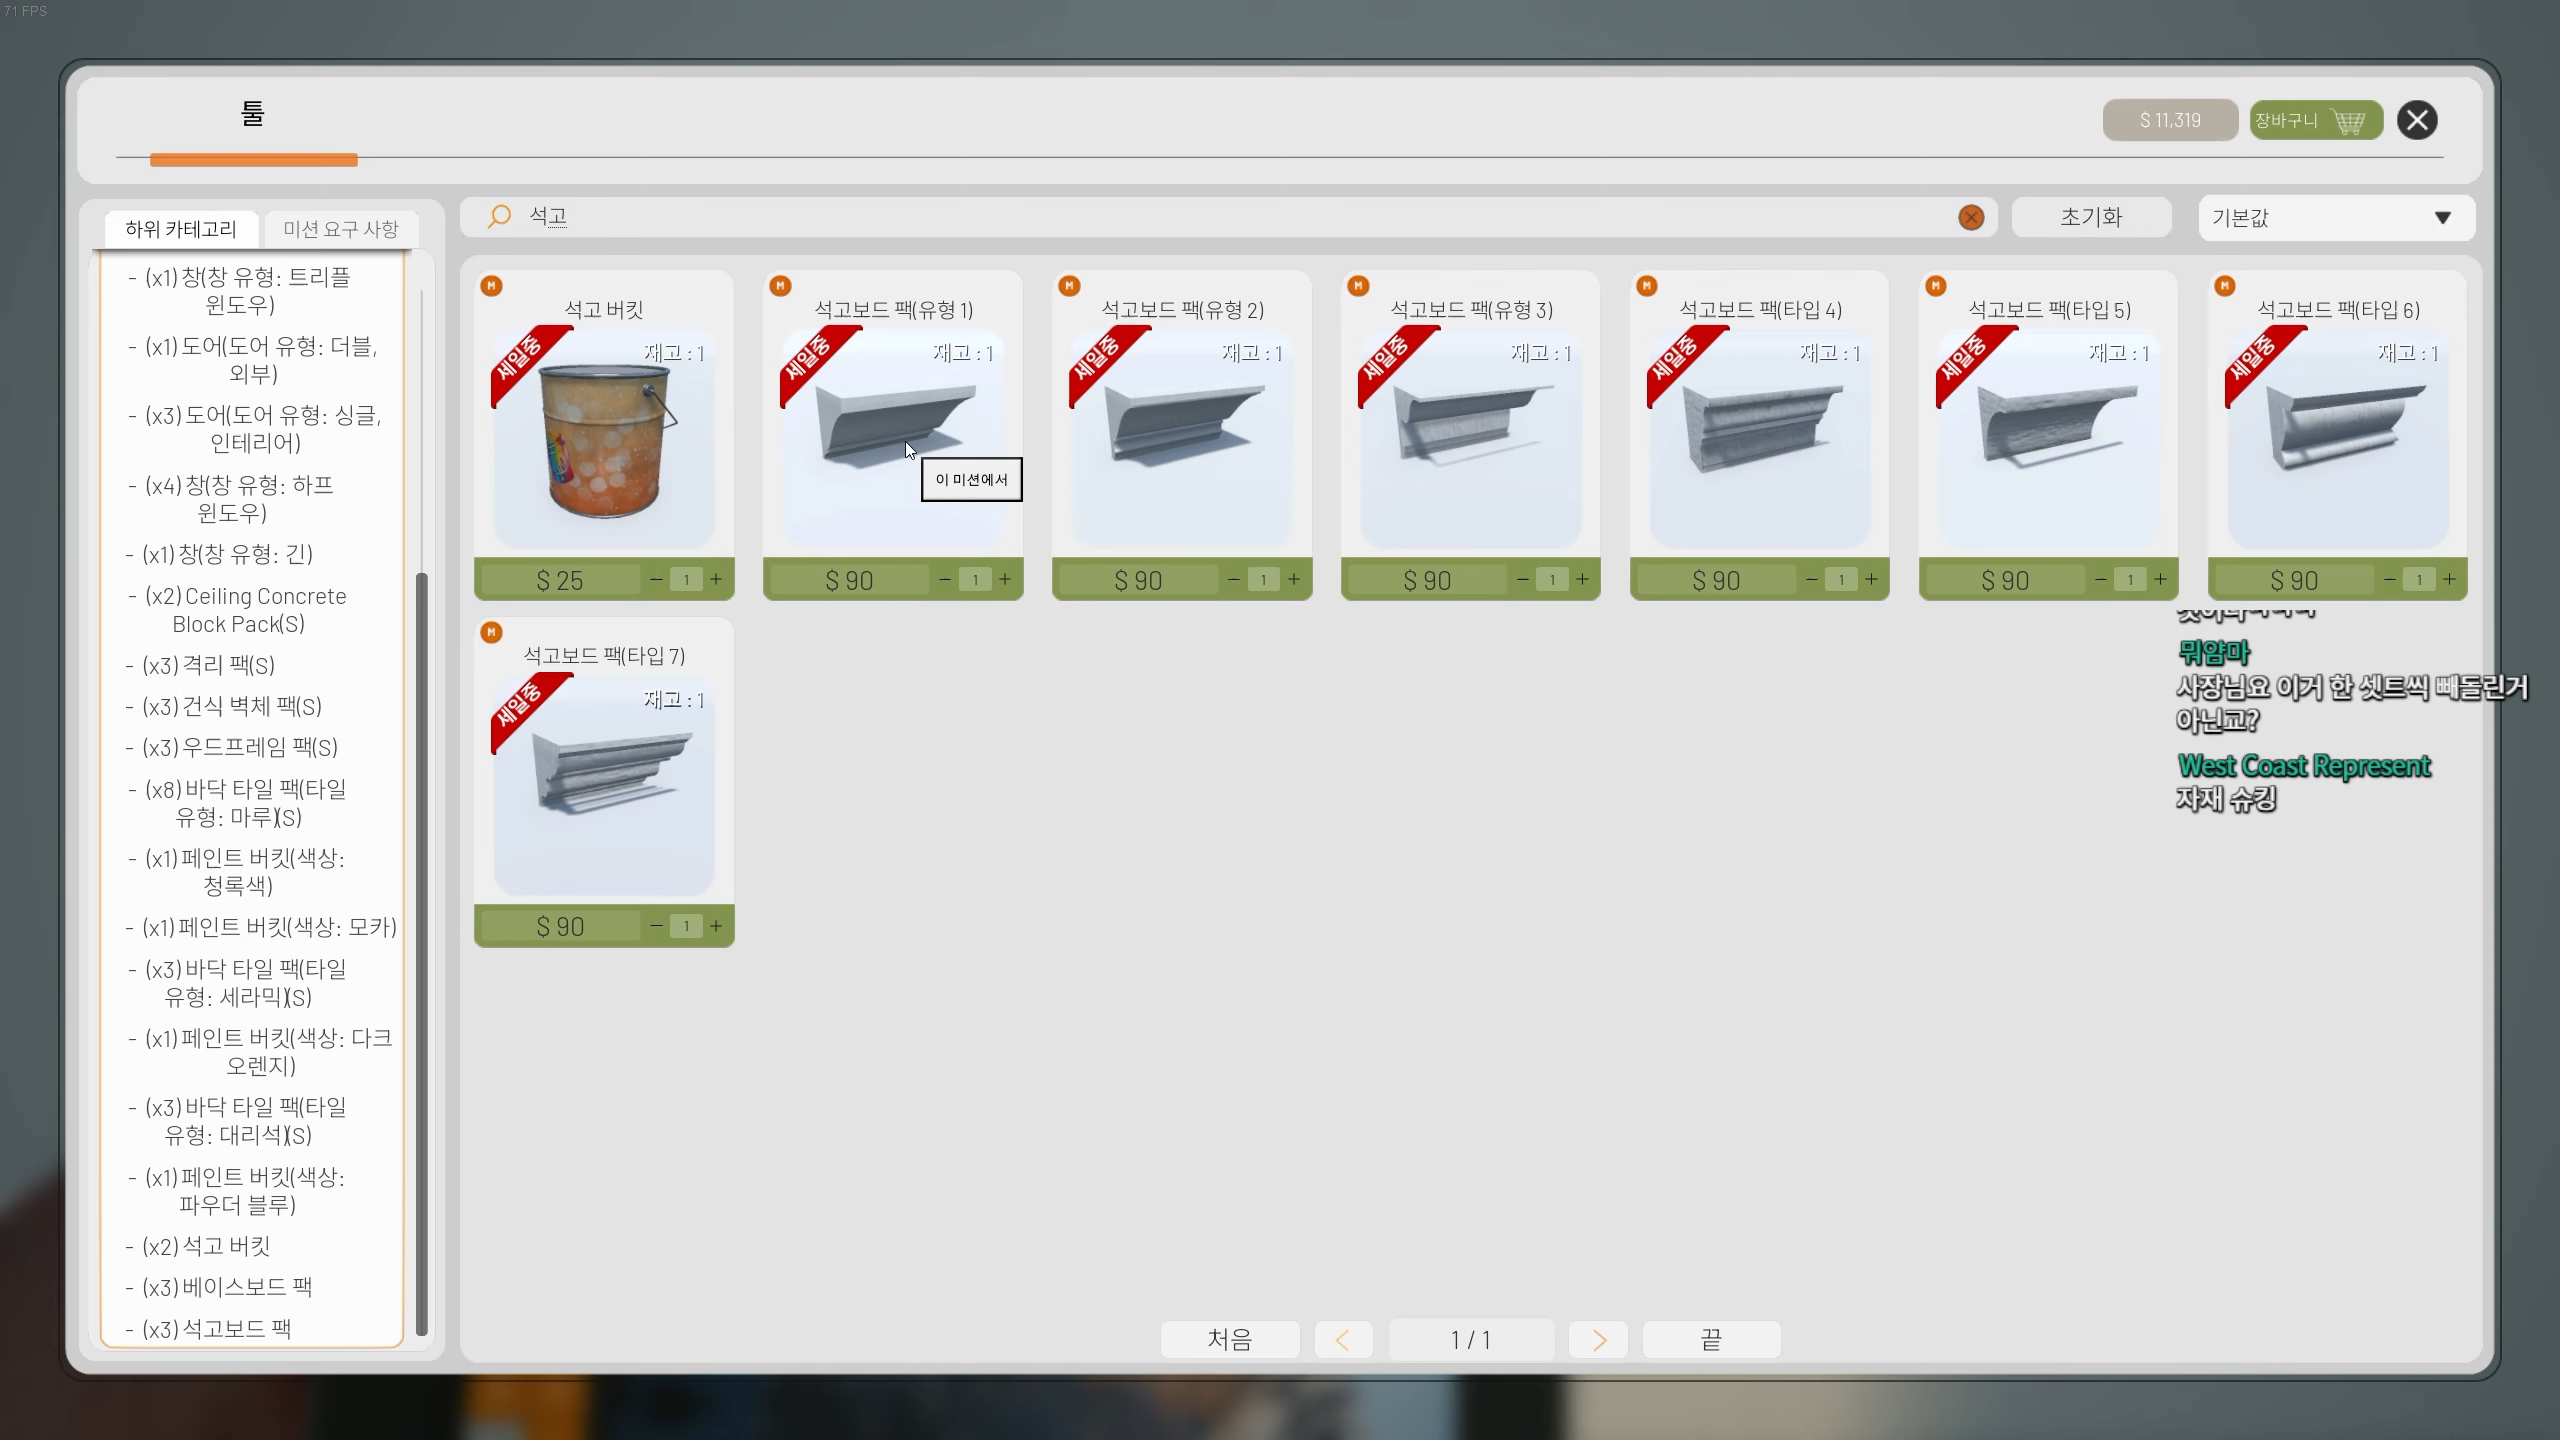 71 FPS
툴
$ 11,319
장바구니
하위 카테고리
미션 요구 사항
석고
초기화
기본값
- (x1) 창(창 유형: 트리플
윈도우)
- (x1) 도어(도어 유형: 더블,
외부)
- (x3) 도어(도어 유형: 싱글,
인테리어)
- (x4) 창(창 유형: 하프
윈도우)
- (x1) 창(창 유형: 긴)
- (x2) Ceiling Concrete
Block Pack(S)
- (x3) 격리 팩(S)
- (x3) 건식 벽체 팩(S)
- (x3) 우드프레임 팩(S)
- (x8) 바닥 타일 팩(타일
유형: 마루)(S)
- (x1) 페인트 버킷(색상:
청록색)
- (x1) 페인트 버킷(색상: 모카)
- (x3) 바닥 타일 팩(타일
유형: 세라믹)(S)
- (x1) 페인트 버킷(색상: 다크
오렌지)
- (x3) 바닥 타일 팩(타일
유형: 대리석)(S)
- (x1) 페인트 버킷(색상:
파우더 블루)
- (x2) 석고 버킷
- (x3) 베이스보드 팩
- (x3) 석고보드 팩
M
석고 버킷
세일중
재고 : 1
$ 25
- 1 +
M
석고보드 팩(유형 1)
세일중
재고 : 1
이 미션에서
$ 90
- 1 +
M
석고보드 팩(유형 2)
세일중
재고 : 1
$ 90
- 1 +
M
석고보드 팩(유형 3)
세일중
재고 : 1
$ 90
- 1 +
M
석고보드 팩(타입 4)
세일중
재고 : 1
$ 90
- 1 +
M
석고보드 팩(타입 5)
세일중
재고 : 1
$ 90
- 1 +
M
석고보드 팩(타입 6)
세일중
재고 : 1
$ 90
- 1 +
M
석고보드 팩(타입 7)
세일중
재고 : 1
$ 90
- 1 +
뭐얌마
사장님요 이거 한 셋트씩 빼돌린거
아닌교?
West Coast Represent
자재 슈킹
처음
<
1 / 1
>
끝